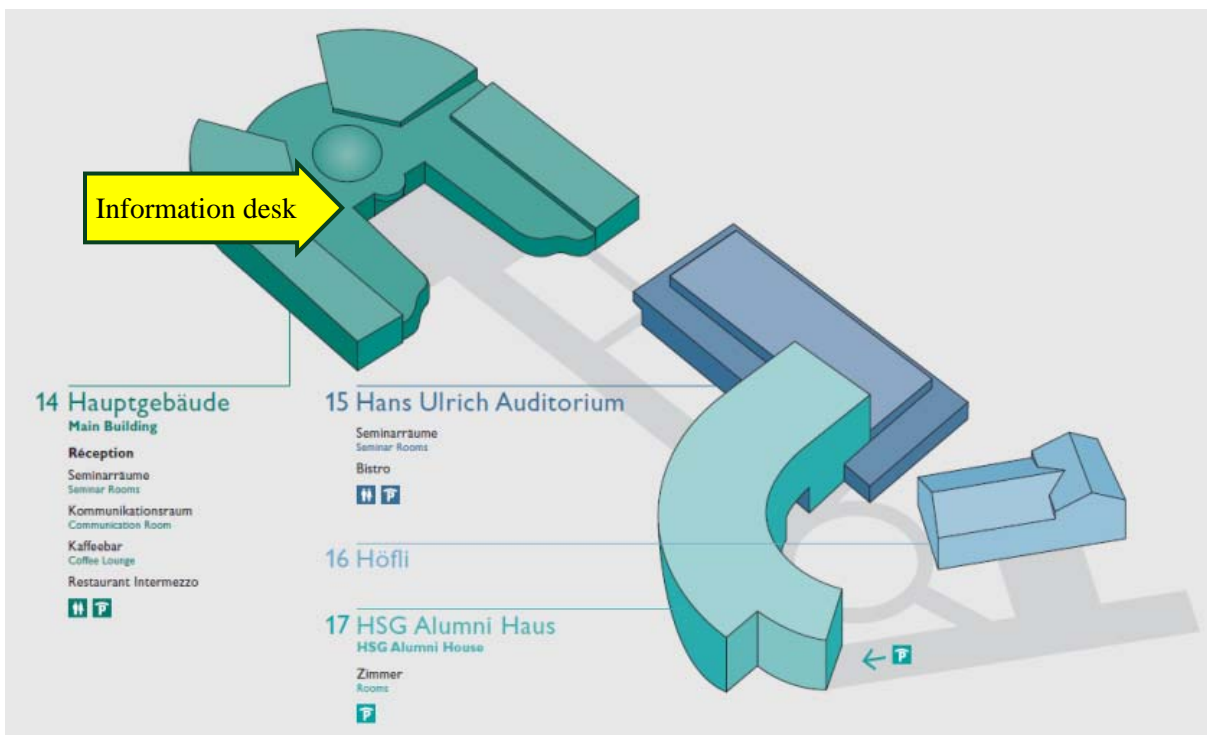 Information desk
14 Hauptgebäude
Main Building
Réception
Seminarräume
Seminar Rooms
Kommunikationsraum
Communication Room
Kaffeebar
Coffee Lounge
Restaurant Intermezzo
P
15 Hans Ulrich Auditorium
Seminarräume
Seminar Rooms
Bistro
P
16 Höfli
17 HSG Alumni Haus
HSG Alumni House
Zimmer
Rooms
P
P